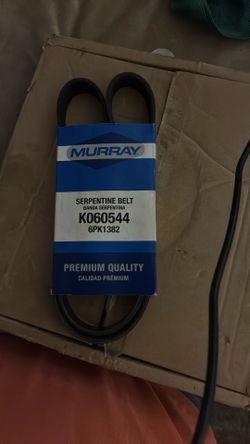 MURRAY
SERPENTINE BELT
BANDA SERPENTINA
K060544
6PK1382
PREMIUM QUALITY
CALIDAD PREMIUM